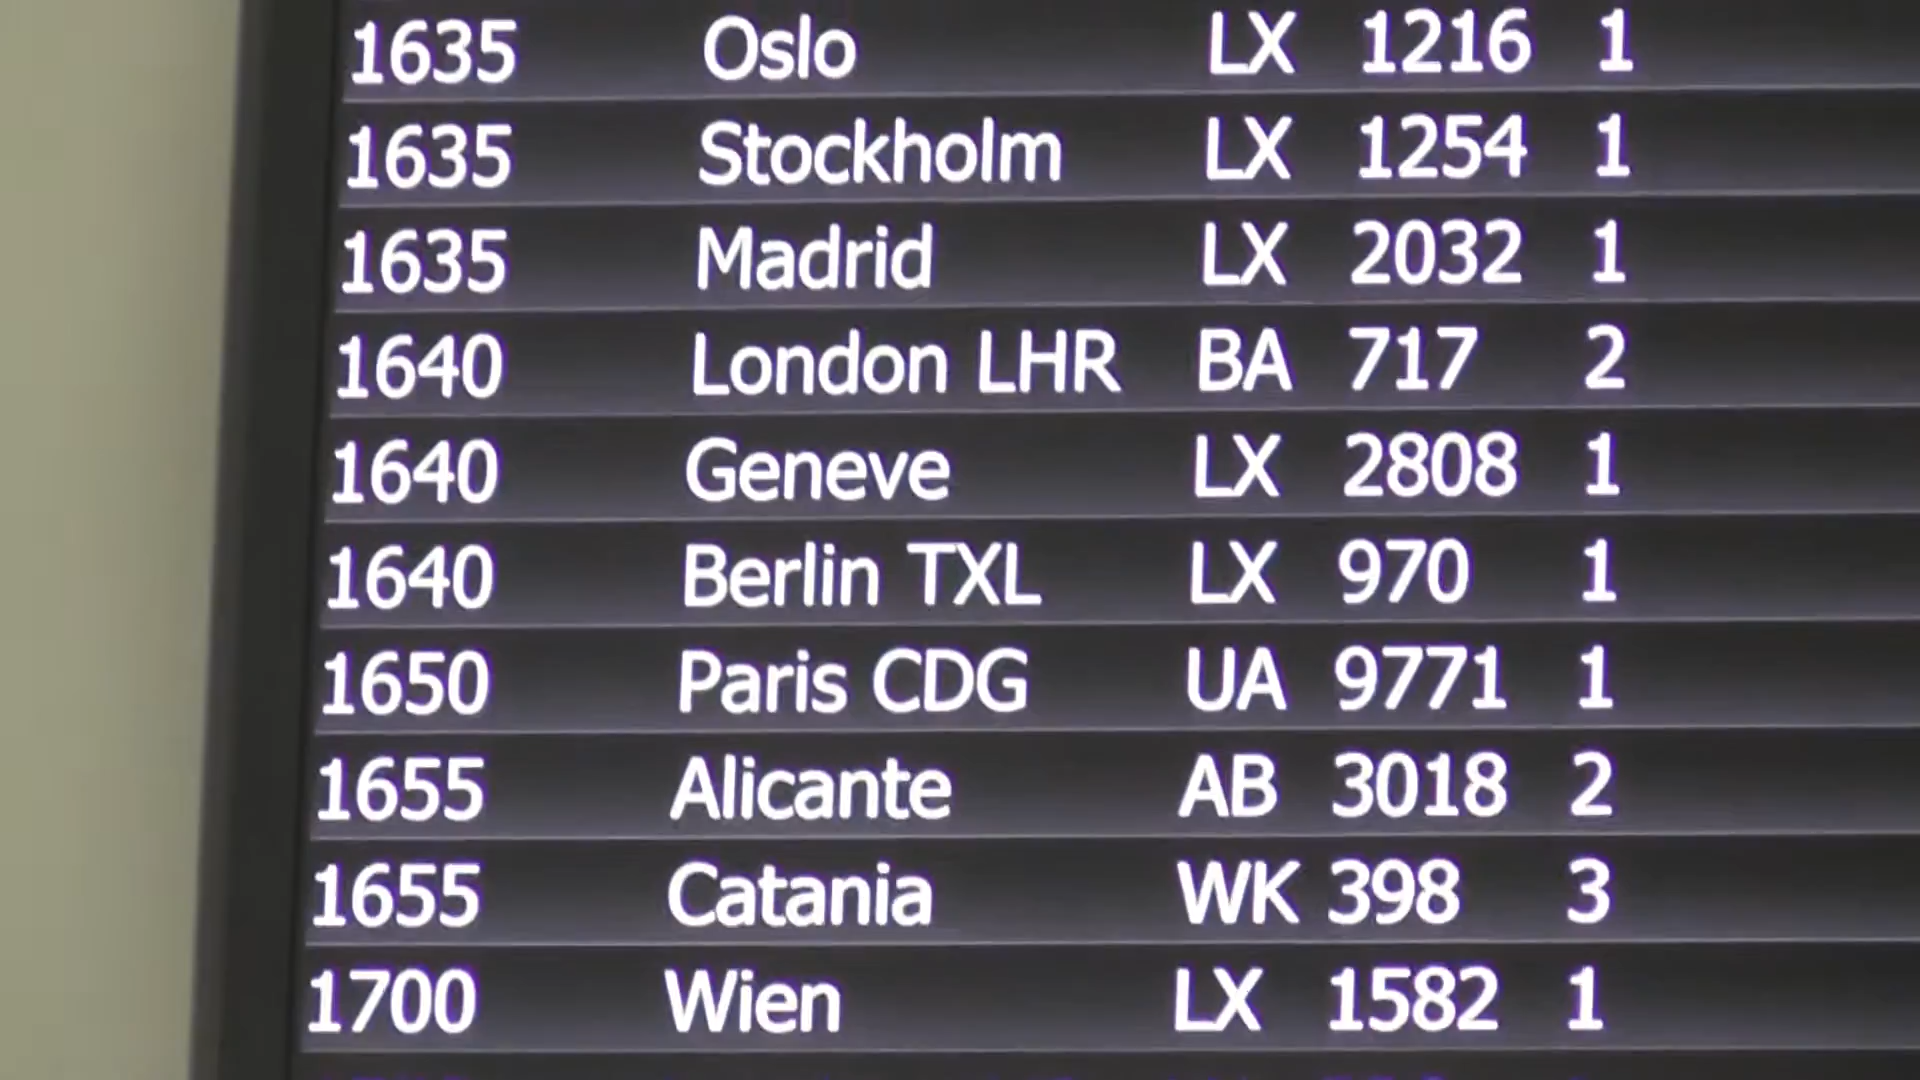 1635 Oslo LX 1216 1
1635 Stockholm LX 1254 1
1635 Madrid LX 2032 1
1640 London LHR BA 717 2
1640 Geneve LX 2808 1
1640 Berlin TXL LX 970 1
1650 Paris CDG UA 9771 1
1655 Alicante AB 3018 2
1655 Catania WK 398 3
1700 Wien LX 1582 1